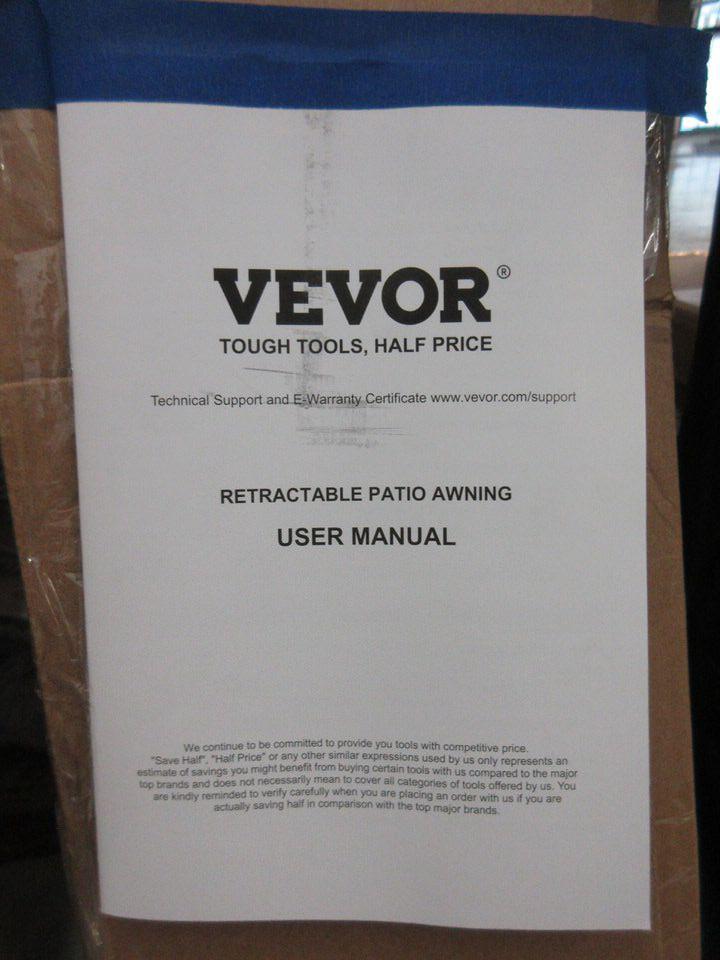 VEVOR®
TOUGH TOOLS, HALF PRICE
Technical Support and E-Warranty Certificate www.vevor.com/support
RETRACTABLE PATIO AWNING
USER MANUAL
We continue to be committed to provide you tools with competitive price.
"Save Half", "Half Price" or any other similar expressions used by us only represents an
estimate of savings you might benefit from buying certain tools with us compared to the major
top brands and does not necessarily mean to cover all categories of tools offered by us. You
are kindly reminded to verify carefully when you are placing an order with us if you are
actually saving half in comparison with the top major brands.